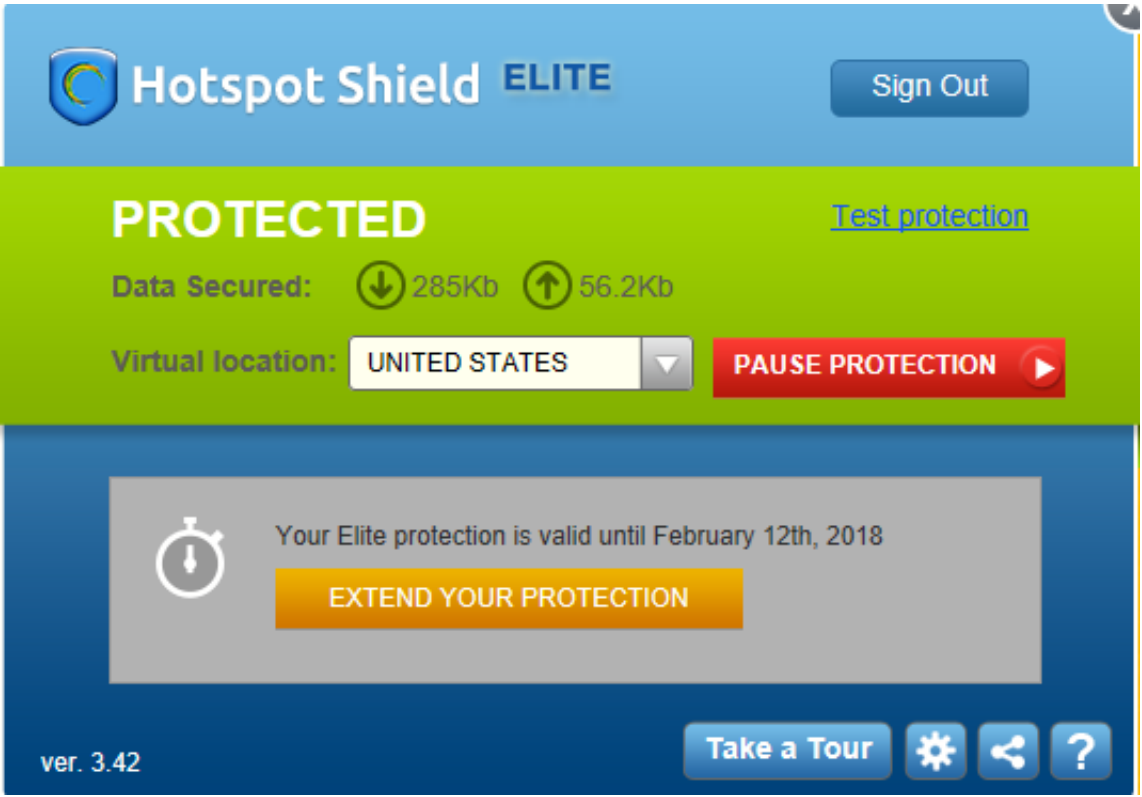 Hotspot Shield ELITE
Sign Out
PROTECTED
Test protection
Data Secured: 285Kb 56.2Kb
Virtual location: UNITED STATES PAUSE PROTECTION
Your Elite protection is valid until February 12th, 2018
EXTEND YOUR PROTECTION
ver. 3.42
Take a Tour
?